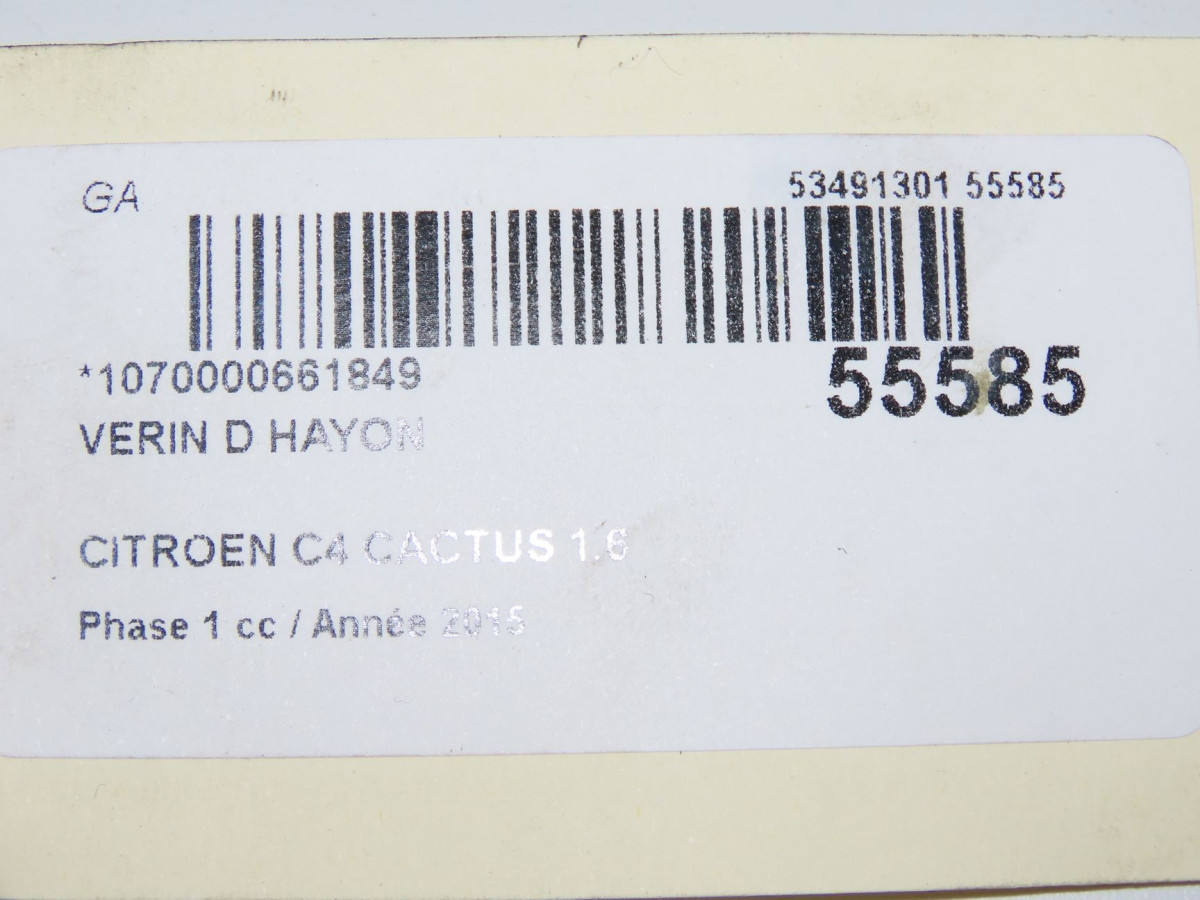 GA
53491301 55585
*1070000661849
55585
VERIN D HAYON
CITROEN C4 CACTUS 1.6
Phase 1 cc / Année 2015